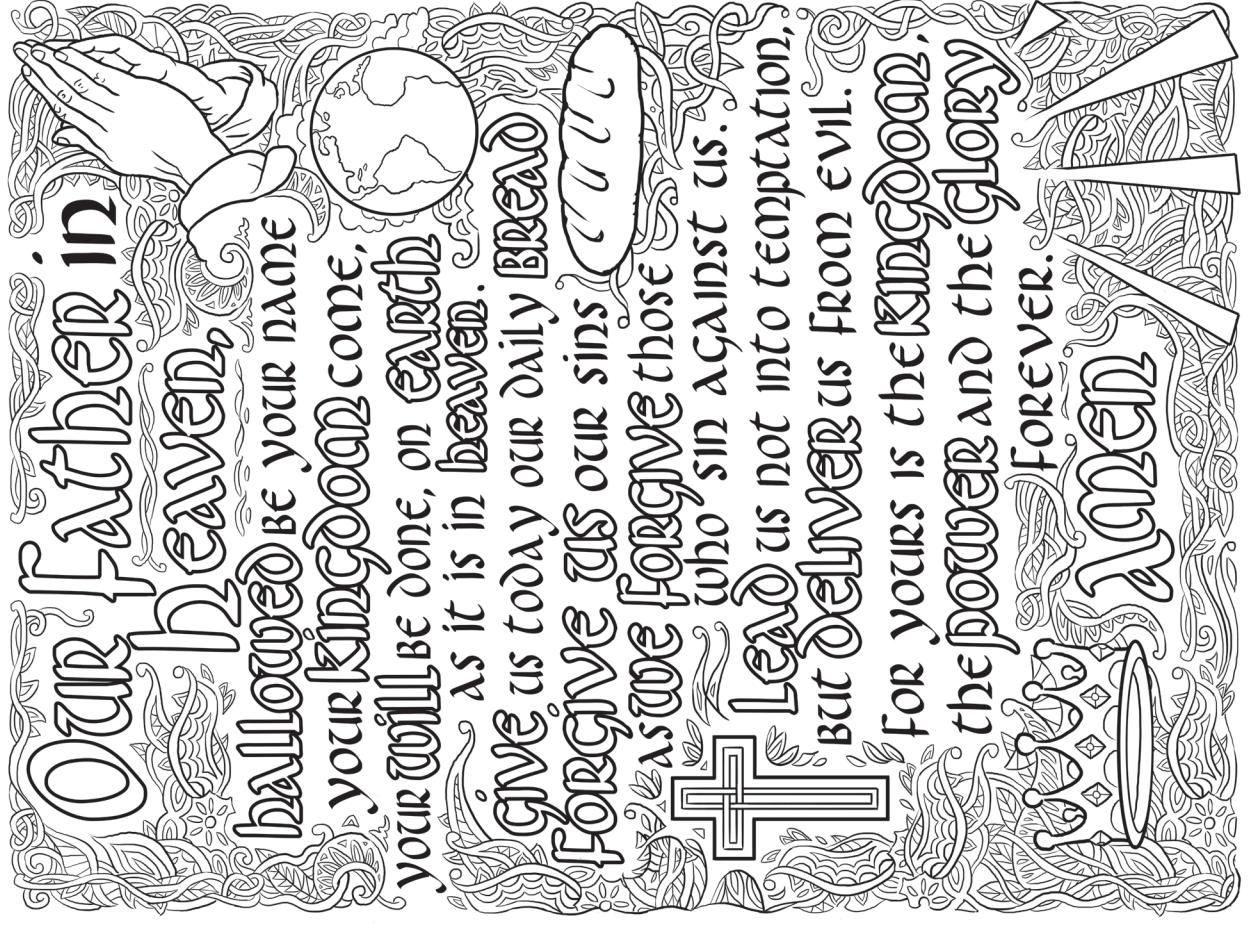 Our Father in
heaven,
hallowed be your name
your kingdom come,
your will be done, on earth
as it is in heaven.
Give us today our daily bread
Forgive us our sins
as we forgive those
who sin against us.
Lead us not into temptation,
but deliver us from evil.
For yours is the kingdom,
the power and the glory
forever.
Amen